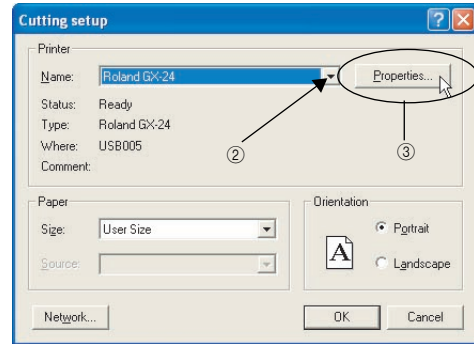 Cutting setup
Printer
Name: Roland GX-24 Properties...
Status: Ready
Type: Roland GX-24
Where: USB005
Comment:
② ③
Paper Orientation
Size: User Size Portrait
Source: A Landscape
Network... OK Cancel